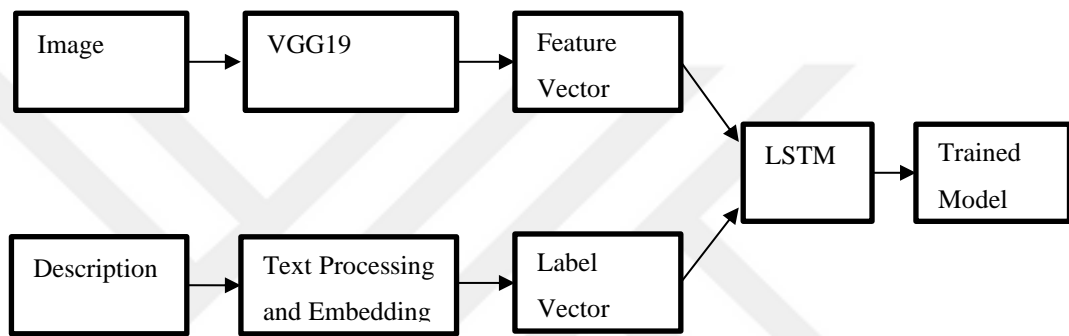 Image
VGG19
Feature
Vector
LSTM
Trained
Model
Description
Text Processing
and Embedding
Label
Vector